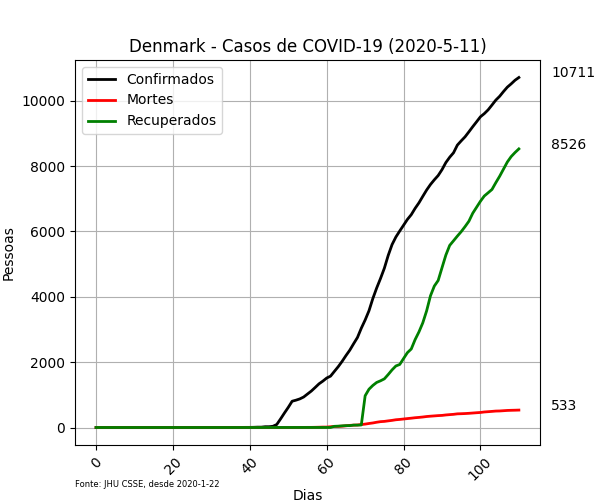 Denmark - Casos de COVID-19 (2020-5-11)
Confirmados
Mortes
Recuperados
10711
8526
533
Pessoas
10000
8000
6000
4000
2000
0
0
20
40
60
80
100
Fonte: JHU CSSE, desde 2020-1-22
Dias